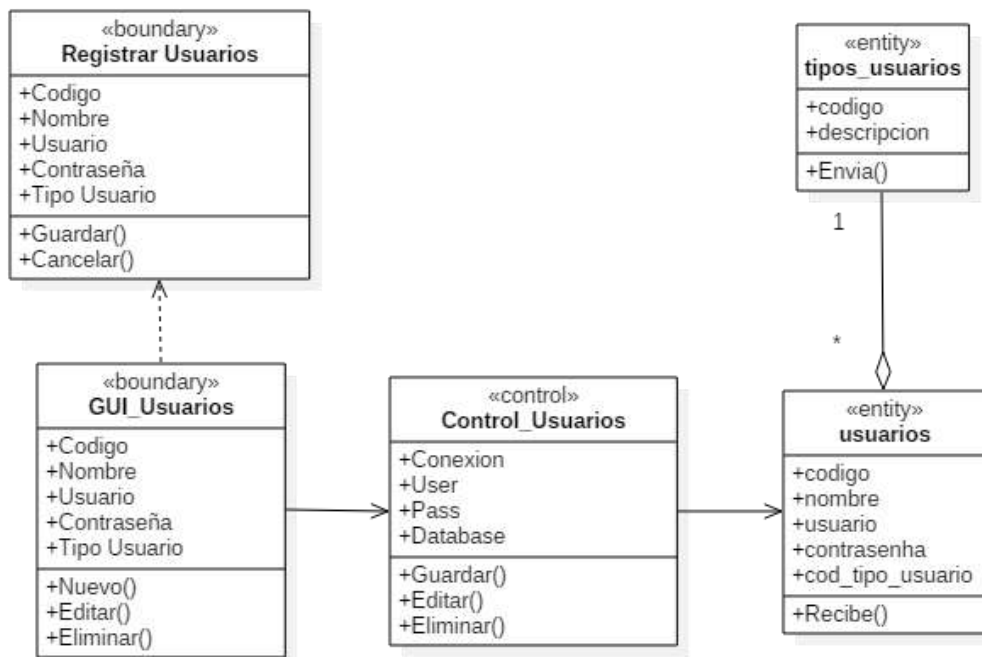 «boundary»
Registrar Usuarios
+Codigo
+Nombre
+Usuario
+Contraseña
+Tipo Usuario
+Guardar()
+Cancelar()
«entity»
tipos_usuarios
+codigo
+descripcion
+Envia()
1
*
«boundary»
GUI_Usuarios
+Codigo
+Nombre
+Usuario
+Contraseña
+Tipo Usuario
+Nuevo()
+Editar()
+Eliminar()
«control»
Control_Usuarios
+Conexion
+User
+Pass
+Database
+Guardar()
+Editar()
+Eliminar()
«entity»
usuarios
+codigo
+nombre
+usuario
+contrasenha
+cod_tipo_usuario
+Recibe()